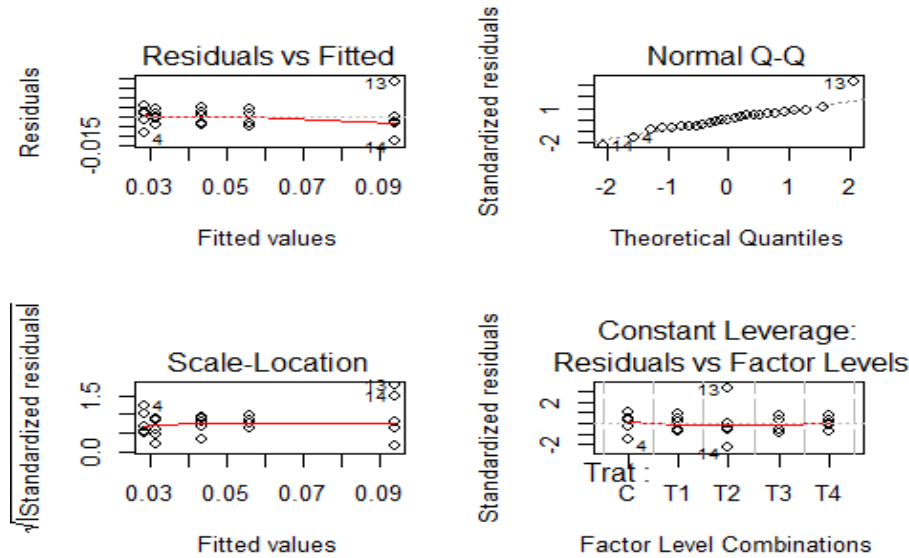 Residuals vs Fitted
Residuals
-0.015
13
4
14
0.03 0.05 0.07 0.09
Fitted values
Normal Q-Q
Standardized residuals
-2 1
13
14
4
-2 -1 0 1 2
Theoretical Quantiles
Scale-Location
√|Standardized residuals|
0.0 1.5
13
14
4
0.03 0.05 0.07 0.09
Fitted values
Constant Leverage:
Residuals vs Factor Levels
Standardized residuals
-2 2
13
14
4
Trat :
C T1 T2 T3 T4
Factor Level Combinations